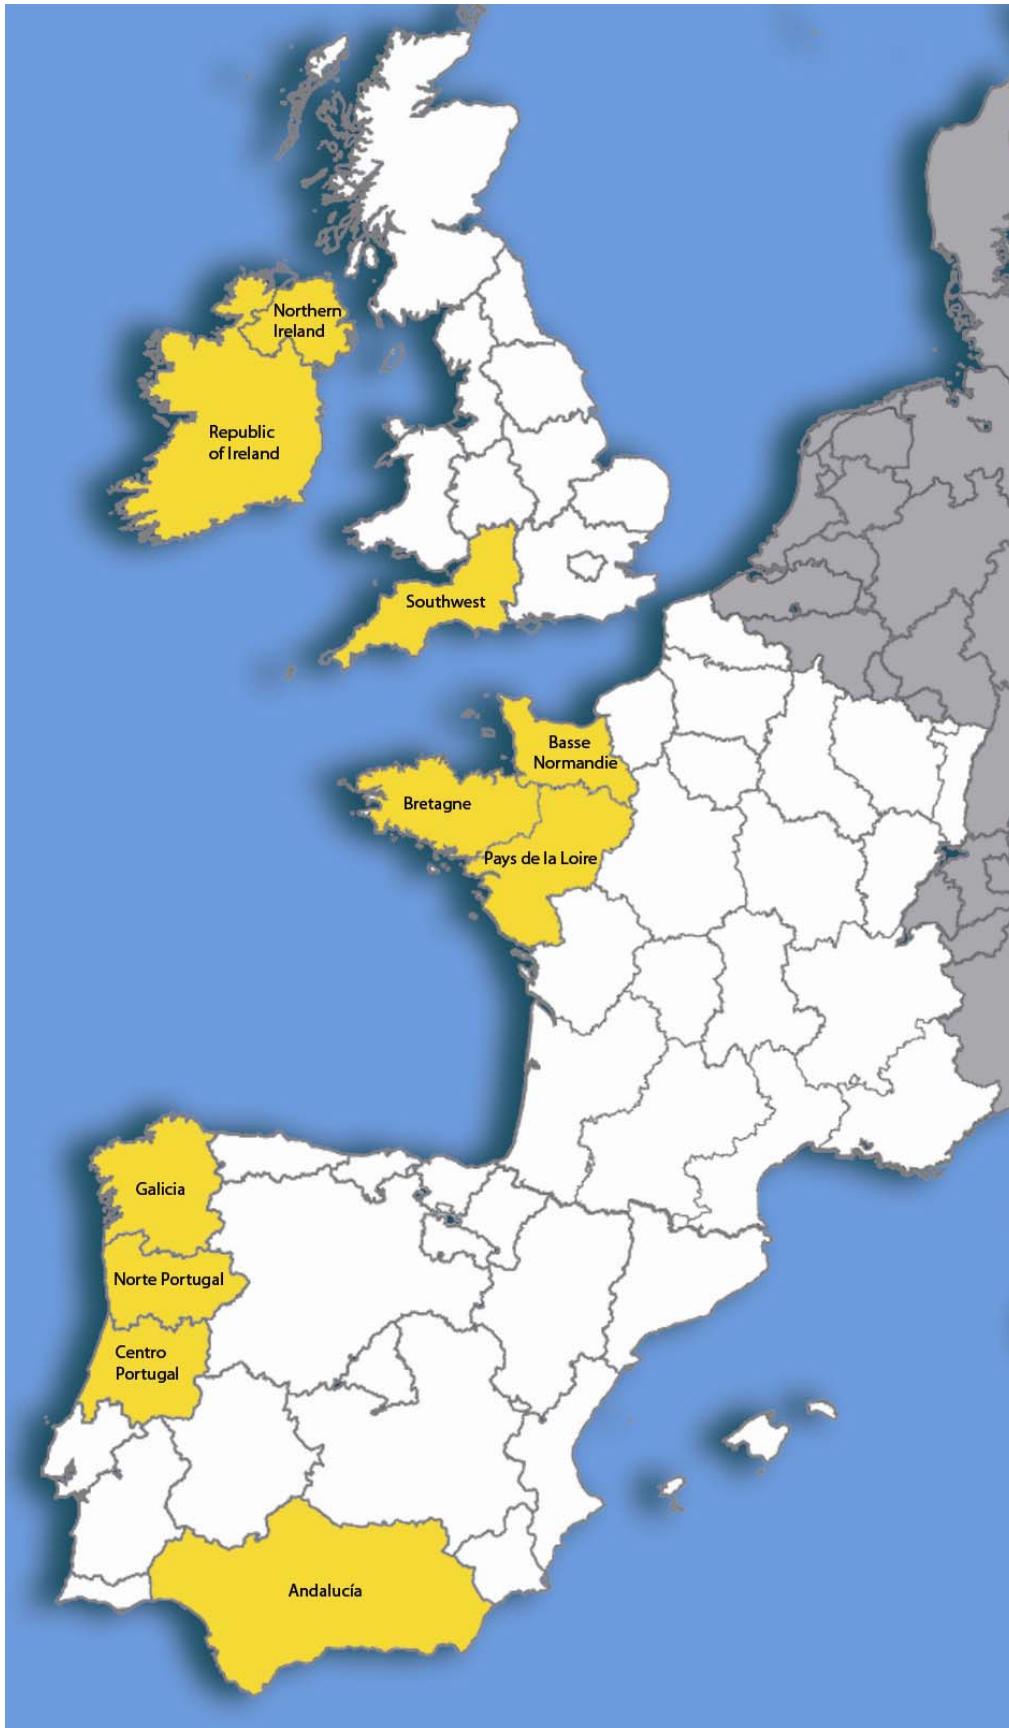 Northern
Ireland
Republic
of Ireland
Southwest
Basse
Normandie
Bretagne
Pays de la Loire
Galicia
Norte Portugal
Centro
Portugal
Andalucía